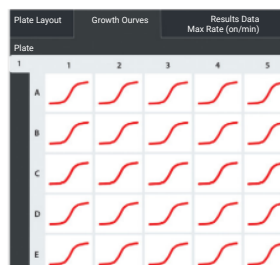 Plate Layout
Growth Ourves
Results Data
Max Rate (on/min)
Plate
1 1 2 3 4 5
A
B
C
D
E